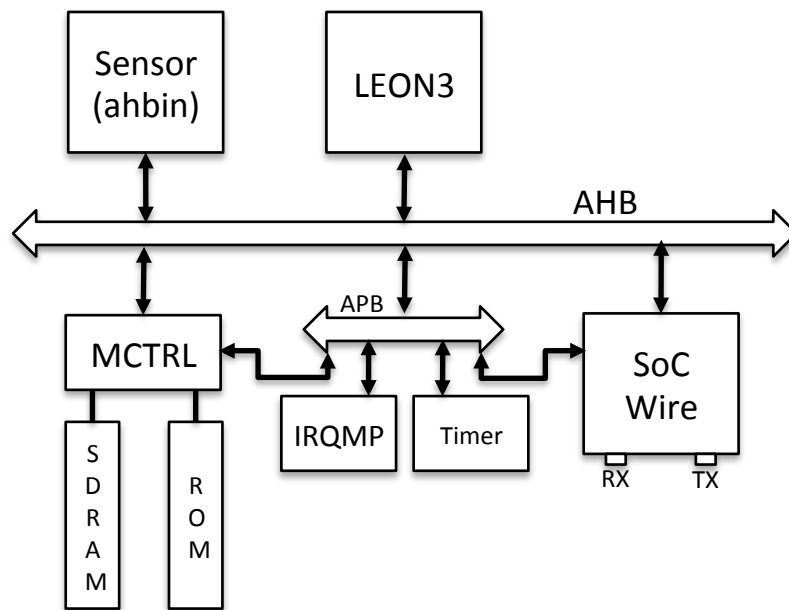 Sensor
(ahbin)
LEON3
AHB
APB
MCTRL
SoC
Wire
IRQMP
Timer
RX
TX
S
D
R
A
M
R
O
M